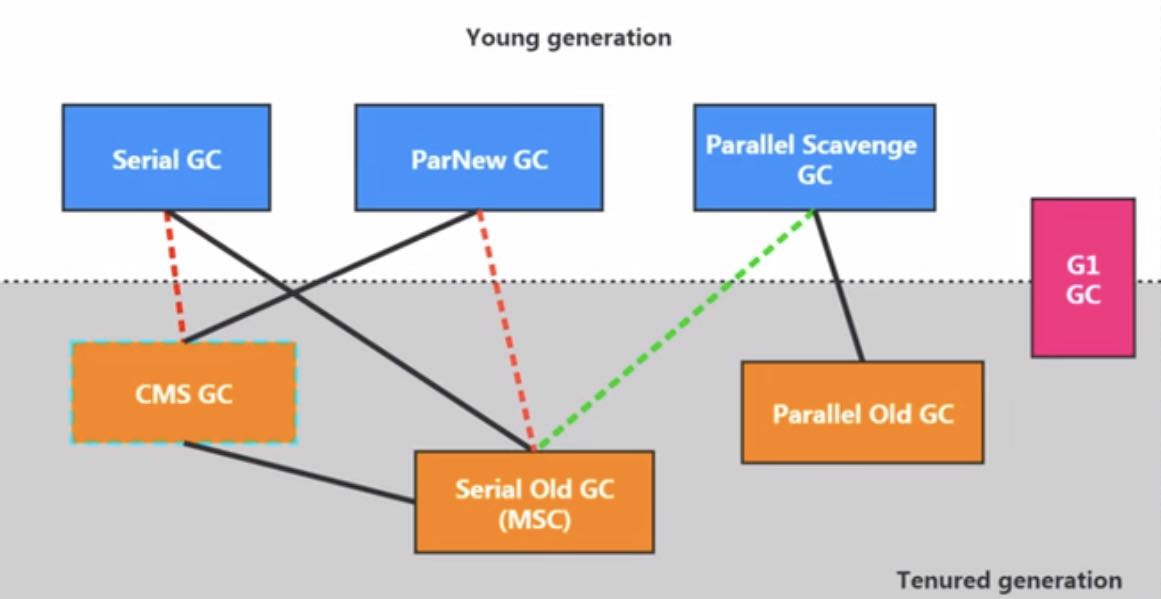 Young generation
Serial GC
ParNew GC
Parallel Scavenge
GC
G1
GC
CMS GC
Parallel Old GC
Serial Old GC
(MSC)
Tenured generation